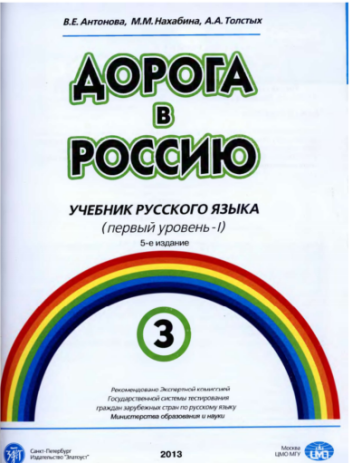 В.Е. Антонова, М.М. Нахабина, А.А. Толстых
ДОРОГА
В
РОССИЮ
УЧЕБНИК РУССКОГО ЯЗЫКА
(первый уровень-I)
5-е издание
3
Рекомендовано Экспертной комиссией
Государственной системы тестирования
граждан зарубежных стран по русскому языку
Министерства образования и науки
Санкт-Петербург
Издательство "Златоуст"
2013
Москва
ЦМО МГУ
ЦМО